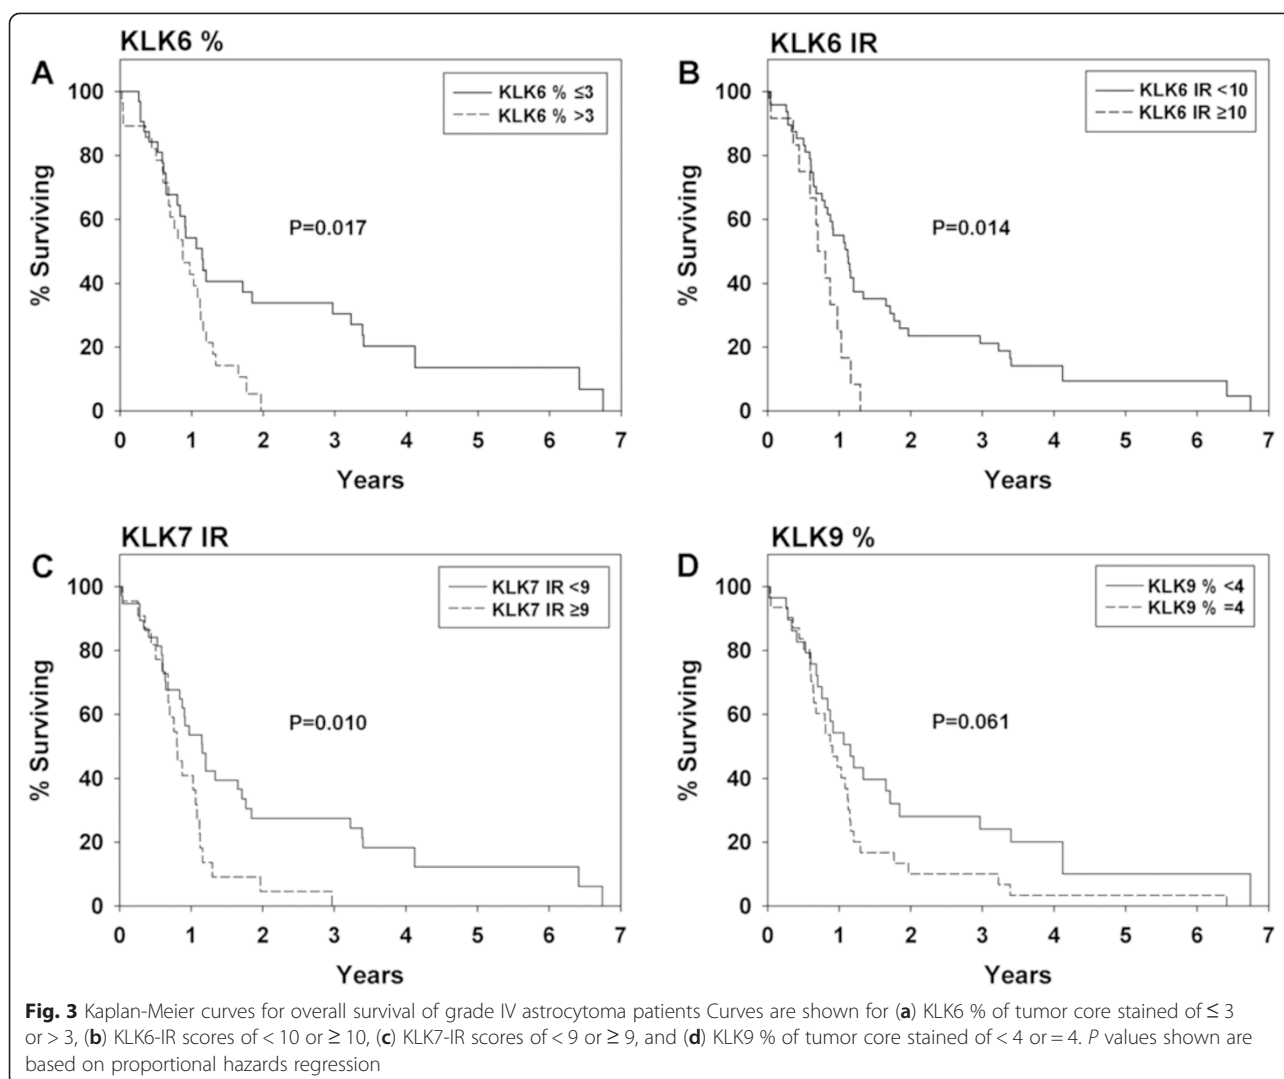 KLK6 %
A
KLK6 % ≤3
KLK6 % >3
100
80
60
40
20
0
% Surviving
P=0.017
0 1 2 3 4 5 6 7
Years
KLK6 IR
B
KLK6 IR <10
KLK6 IR ≥10
100
80
60
40
20
0
% Surviving
P=0.014
0 1 2 3 4 5 6 7
Years
KLK7 IR
C
KLK7 IR <9
KLK7 IR ≥9
100
80
60
40
20
0
% Surviving
P=0.010
0 1 2 3 4 5 6 7
Years
KLK9 %
D
KLK9 % <4
KLK9 % =4
100
80
60
40
20
0
% Surviving
P=0.061
0 1 2 3 4 5 6 7
Years
Fig. 3 Kaplan-Meier curves for overall survival of grade IV astrocytoma patients Curves are shown for (a) KLK6 % of tumor core stained of ≤ 3
or > 3, (b) KLK6-IR scores of < 10 or ≥ 10, (c) KLK7-IR scores of < 9 or ≥ 9, and (d) KLK9 % of tumor core stained of < 4 or = 4. P values shown are
based on proportional hazards regression